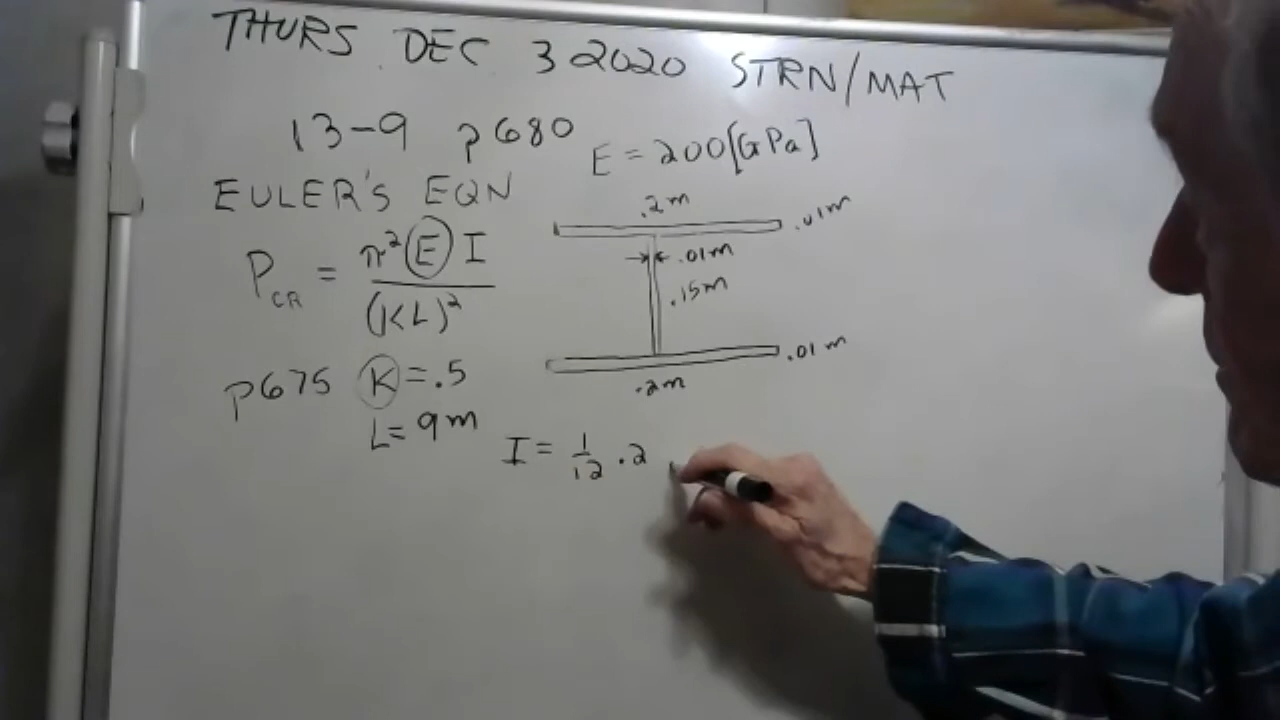 THURS DEC 3 2020 STRN/MAT
13-9 p680 E = 200[GPa]
EULER'S EQN
P_CR = π² E I / (KL)²
.2m
.01m
.01m
.15m
.01m
.2m
p675 K = .5
L = 9m
I = 1/12 .2